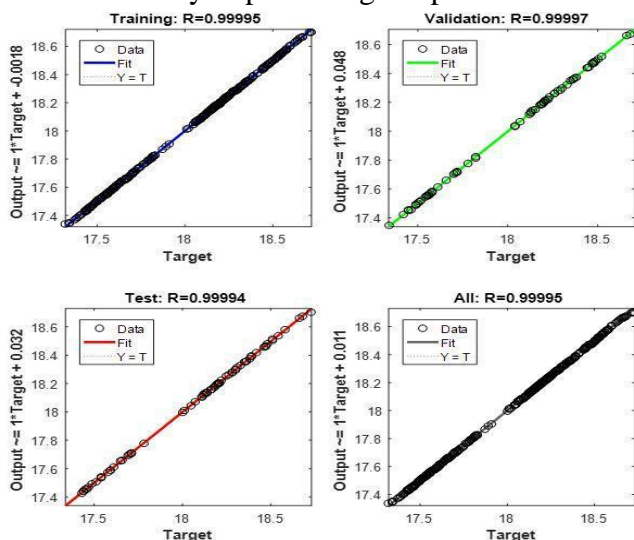 Training: R=0.99995
Output ~= 1*Target + -0.0018
18.6
18.4
18.2
18
17.8
17.6
17.4
Data
Fit
Y = T
17.5 18 18.5
Target
Validation: R=0.99997
Output ~= 1*Target + 0.048
18.6
18.4
18.2
18
17.8
17.6
17.4
Data
Fit
Y = T
17.5 18 18.5
Target
Test: R=0.99994
Output ~= 1*Target + 0.032
18.6
18.4
18.2
18
17.8
17.6
17.4
Data
Fit
Y = T
17.5 18 18.5
Target
All: R=0.99995
Output ~= 1*Target + 0.011
18.6
18.4
18.2
18
17.8
17.6
17.4
Data
Fit
Y = T
17.5 18 18.5
Target